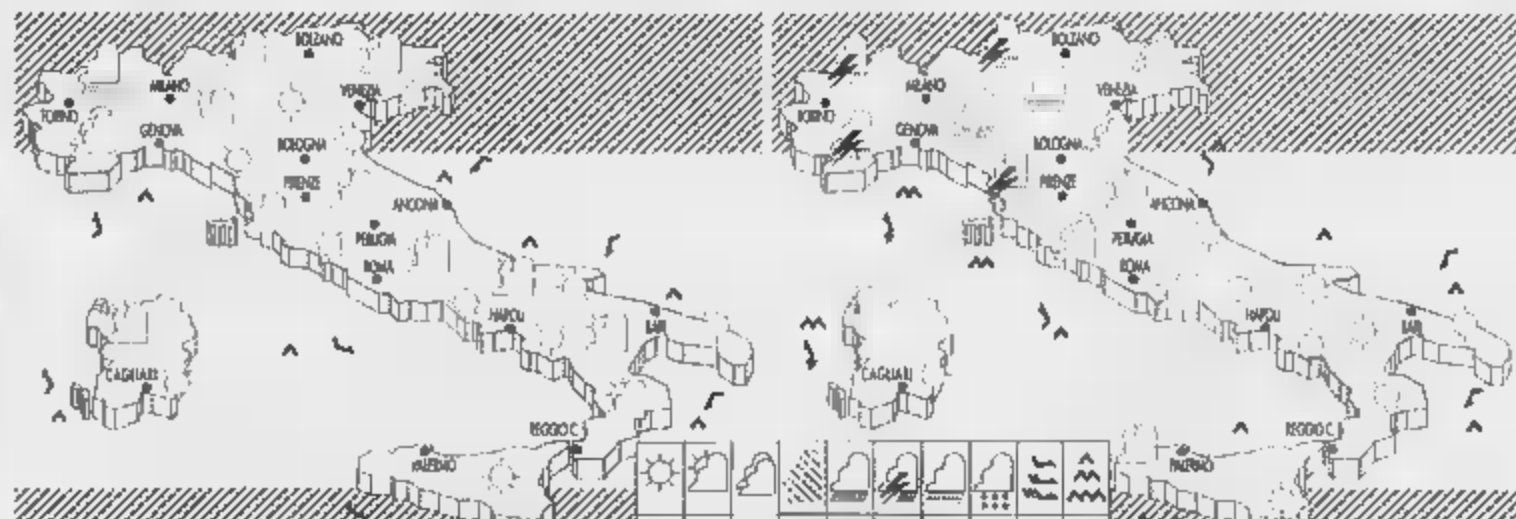 BOLZANO
MILANO
VENEZIA
TORINO
GENOVA
BOLOGNA
FIRENZE
ANCONA
PERUGIA
ROMA
NAPOLI
BARI
CAGLIARI
REGGIO C.
PALERMO
BOLZANO
MILANO
VENEZIA
TORINO
GENOVA
BOLOGNA
FIRENZE
ANCONA
PERUGIA
ROMA
NAPOLI
BARI
CAGLIARI
REGGIO C.
PALERMO